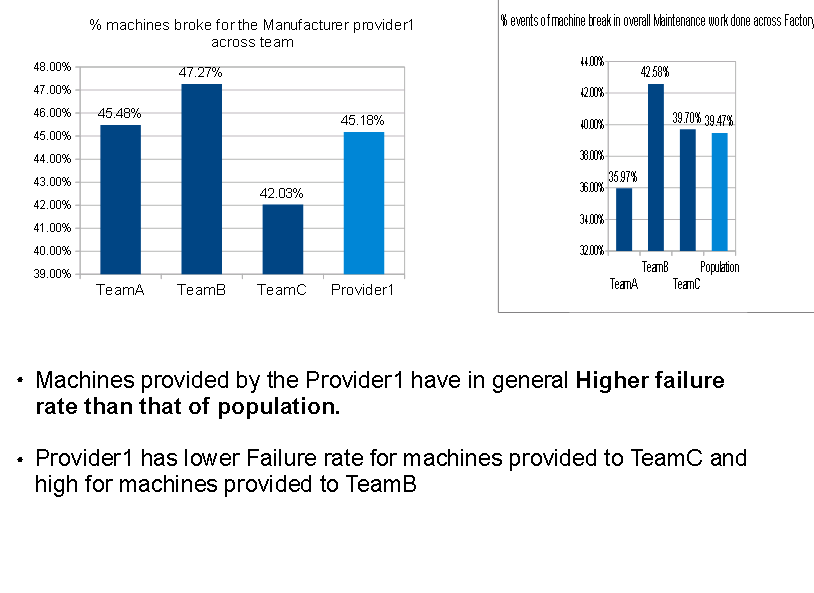 % machines broke for the Manufacturer provider1
across team
48.00%
47.00%
46.00%
45.00%
44.00%
43.00%
42.00%
41.00%
40.00%
39.00%
45.48%
47.27%
42.03%
45.18%
TeamA TeamB TeamC Provider1
% events of machine break in overall Maintenance work done across Factory
44.00%
42.00%
40.00%
38.00%
36.00%
34.00%
32.00%
35.97%
42.58%
39.70%
39.47%
TeamB Population
TeamA TeamC
• Machines provided by the Provider1 have in general Higher failure
rate than that of population.
• Provider1 has lower Failure rate for machines provided to TeamC and
high for machines provided to TeamB